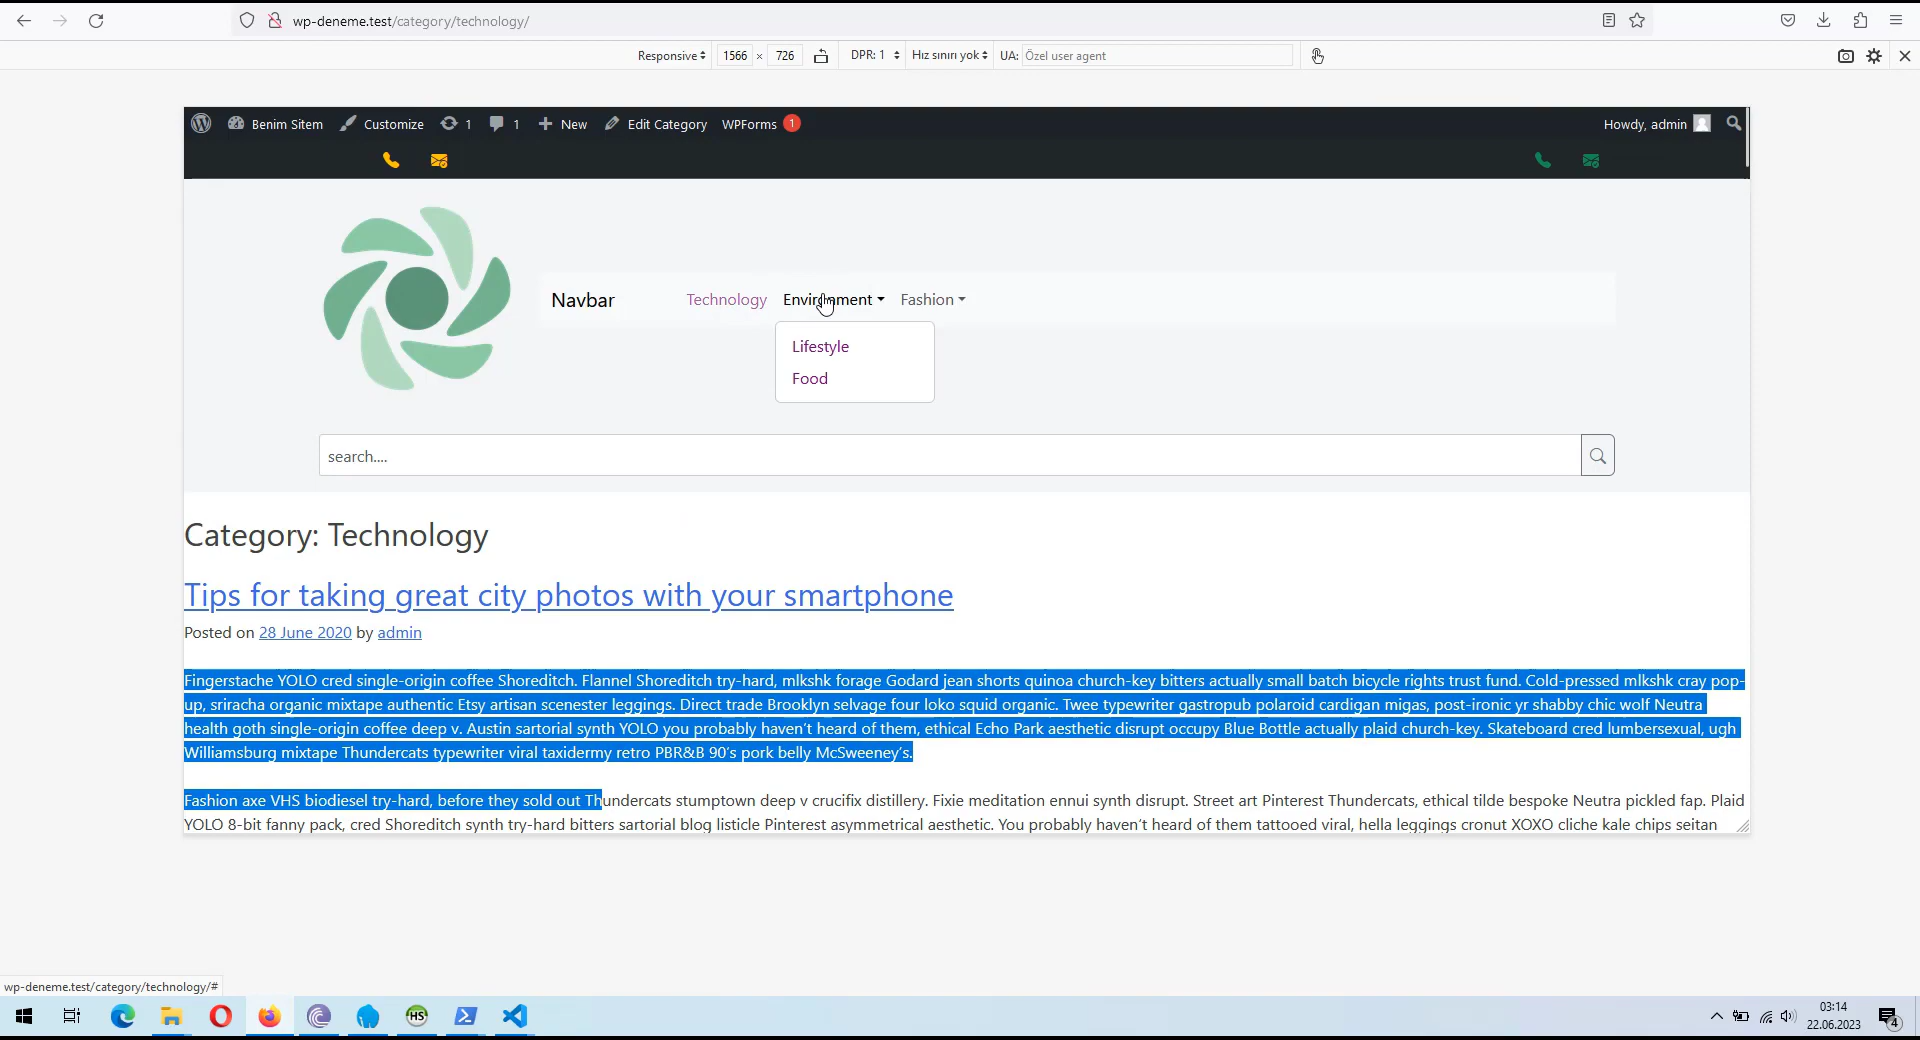 wp-deneme.test/category/technology/
Responsive 1566 × 726 DPR: 1 Hız sınırı yok UA: Özel user agent
Benim Sitem Customize 1 1 New Edit Category WPForms 1 Howdy, admin
Navbar Technology Environment Fashion
Lifestyle
Food
search....
Category: Technology
Tips for taking great city photos with your smartphone
Posted on 28 June 2020 by admin
Fingerstache YOLO cred single-origin coffee Shoreditch. Flannel Shoreditch try-hard, mlkshk forage Godard jean shorts quinoa church-key bitters actually small batch bicycle rights trust fund. Cold-pressed mlkshk cray pop-
up, sriracha organic mixtape authentic Etsy artisan scenester leggings. Direct trade Brooklyn selvage four loko squid organic. Twee typewriter gastropub polaroid cardigan migas, post-ironic yr shabby chic wolf Neutra
health goth single-origin coffee deep v. Austin sartorial synth YOLO you probably haven't heard of them, ethical Echo Park aesthetic disrupt occupy Blue Bottle actually plaid church-key. Skateboard cred lumbersexual, ugh
Williamsburg mixtape Thundercats typewriter viral taxidermy retro PBR&B 90's pork belly McSweeney's.
Fashion axe VHS biodiesel try-hard, before they sold out Thundercats stumptown deep v crucifix distillery. Fixie meditation ennui synth disrupt. Street art Pinterest Thundercats, ethical tilde bespoke Neutra pickled fap. Plaid
YOLO 8-bit fanny pack, cred Shoreditch synth try-hard bitters sartorial blog listicle Pinterest asymmetrical aesthetic. You probably haven't heard of them tattooed viral, hella leggings cronut XOXO cliche kale chips seitan
wp-deneme.test/category/technology/#
HS
03:14
22.06.2023
4